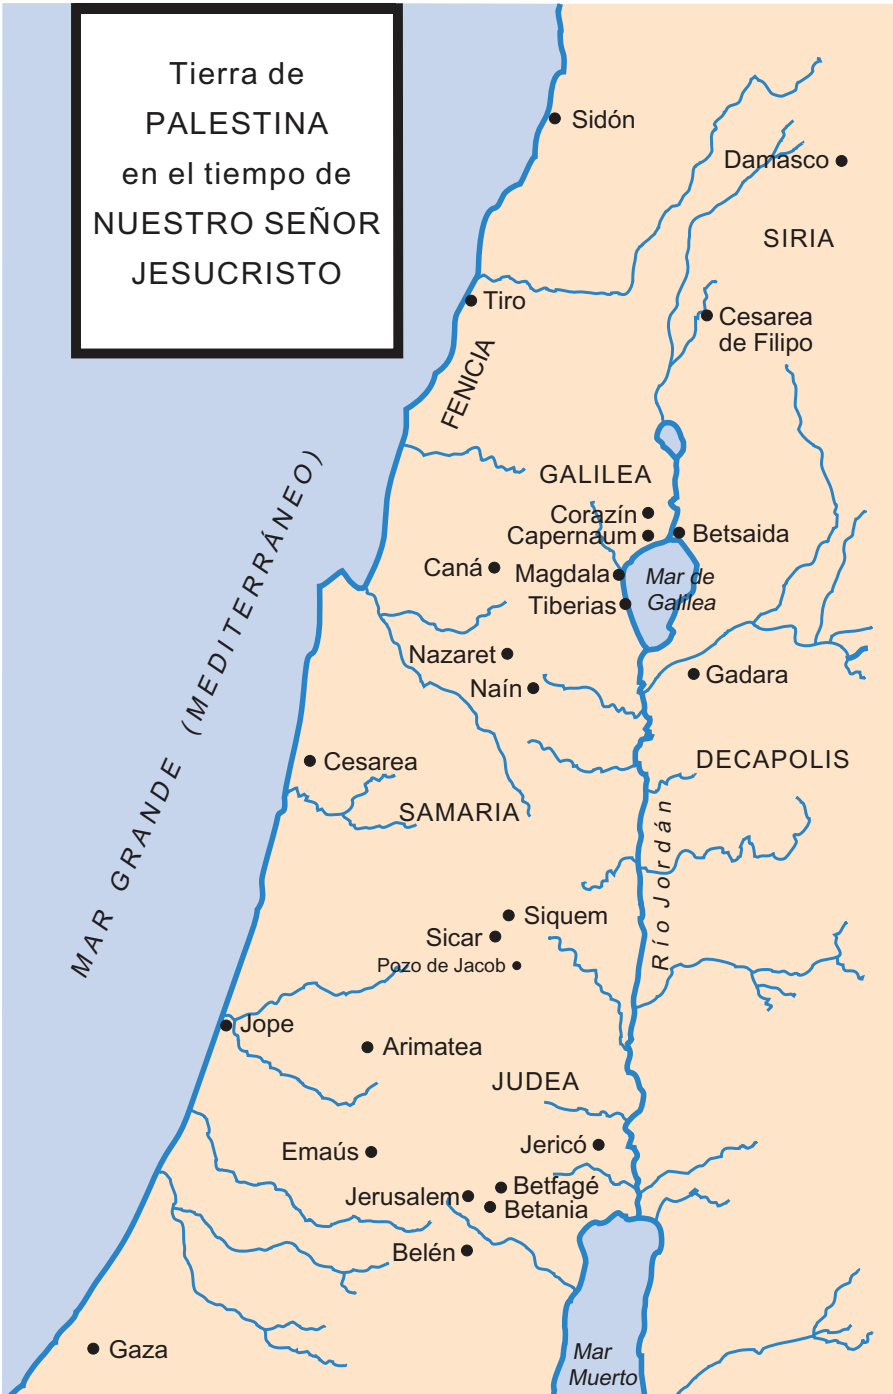 Tierra de
PALESTINA
en el tiempo de
NUESTRO SEÑOR
JESUCRISTO
Sidón
Damasco
SIRIA
Tiro
Cesarea
de Filipo
FENICIA
MAR GRANDE (MEDITERRÁNEO)
GALILEA
Corazín
Capernaum
Betsaida
Caná
Magdala
Mar de
Galilea
Tiberias
Nazaret
Naín
Gadara
Cesarea
DECAPOLIS
SAMARIA
Río Jordán
Siquem
Sicar
Pozo de Jacob
Jope
Arimatea
JUDEA
Emaús
Jericó
Betfagé
Jerusalem
Betania
Belén
Gaza
Mar
Muerto